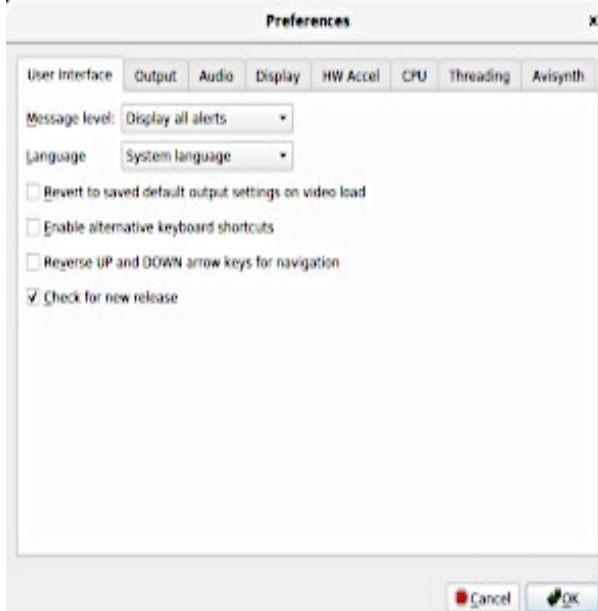 Preferences x
User Interface Output Audio Display HW Accel CPU Threading Avisynth
Message level: Display all alerts
Language System language
Revert to saved default output settings on video load
Enable alternative keyboard shortcuts
Reverse UP and DOWN arrow keys for navigation
Check for new release
Cancel OK